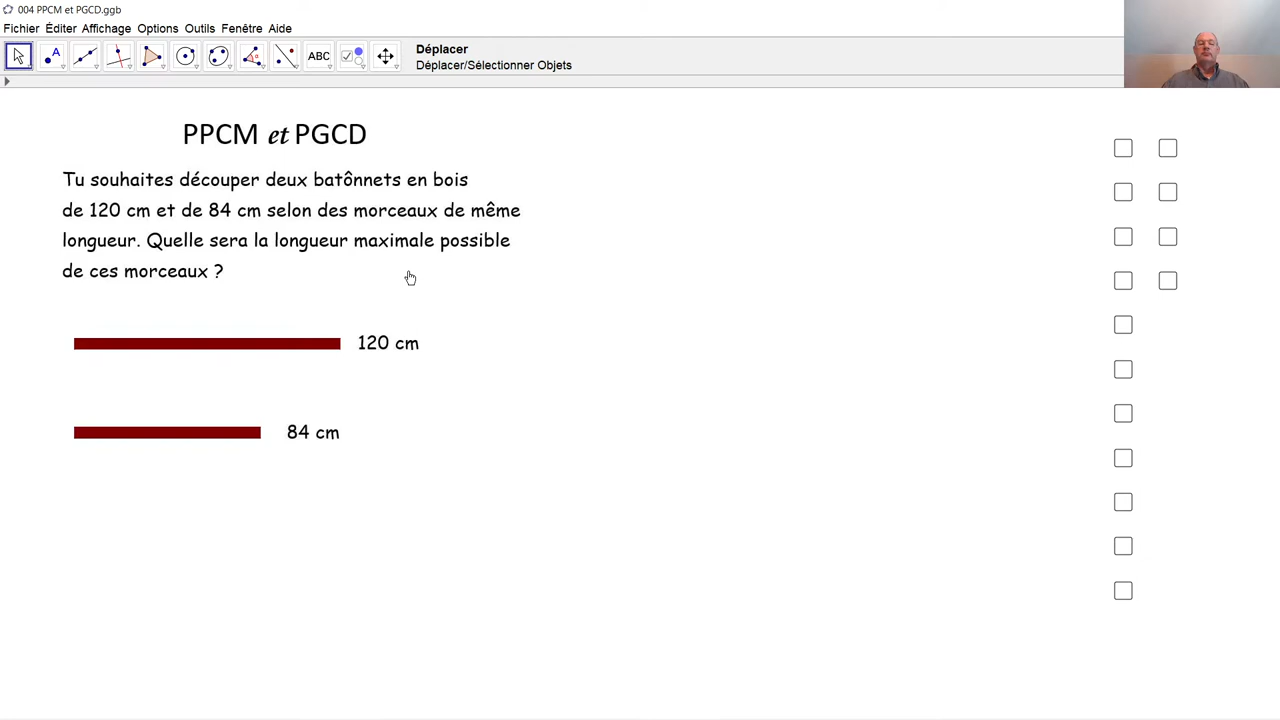 004 PPCM et PGCD.ggb
Fichier Éditer Affichage Options Outils Fenêtre Aide
A
ABC
Déplacer
Déplacer/Sélectionner Objets
PPCM et PGCD
Tu souhaites découper deux batônnets en bois
de 120 cm et de 84 cm selon des morceaux de même
longueur. Quelle sera la longueur maximale possible
de ces morceaux ?
120 cm
84 cm